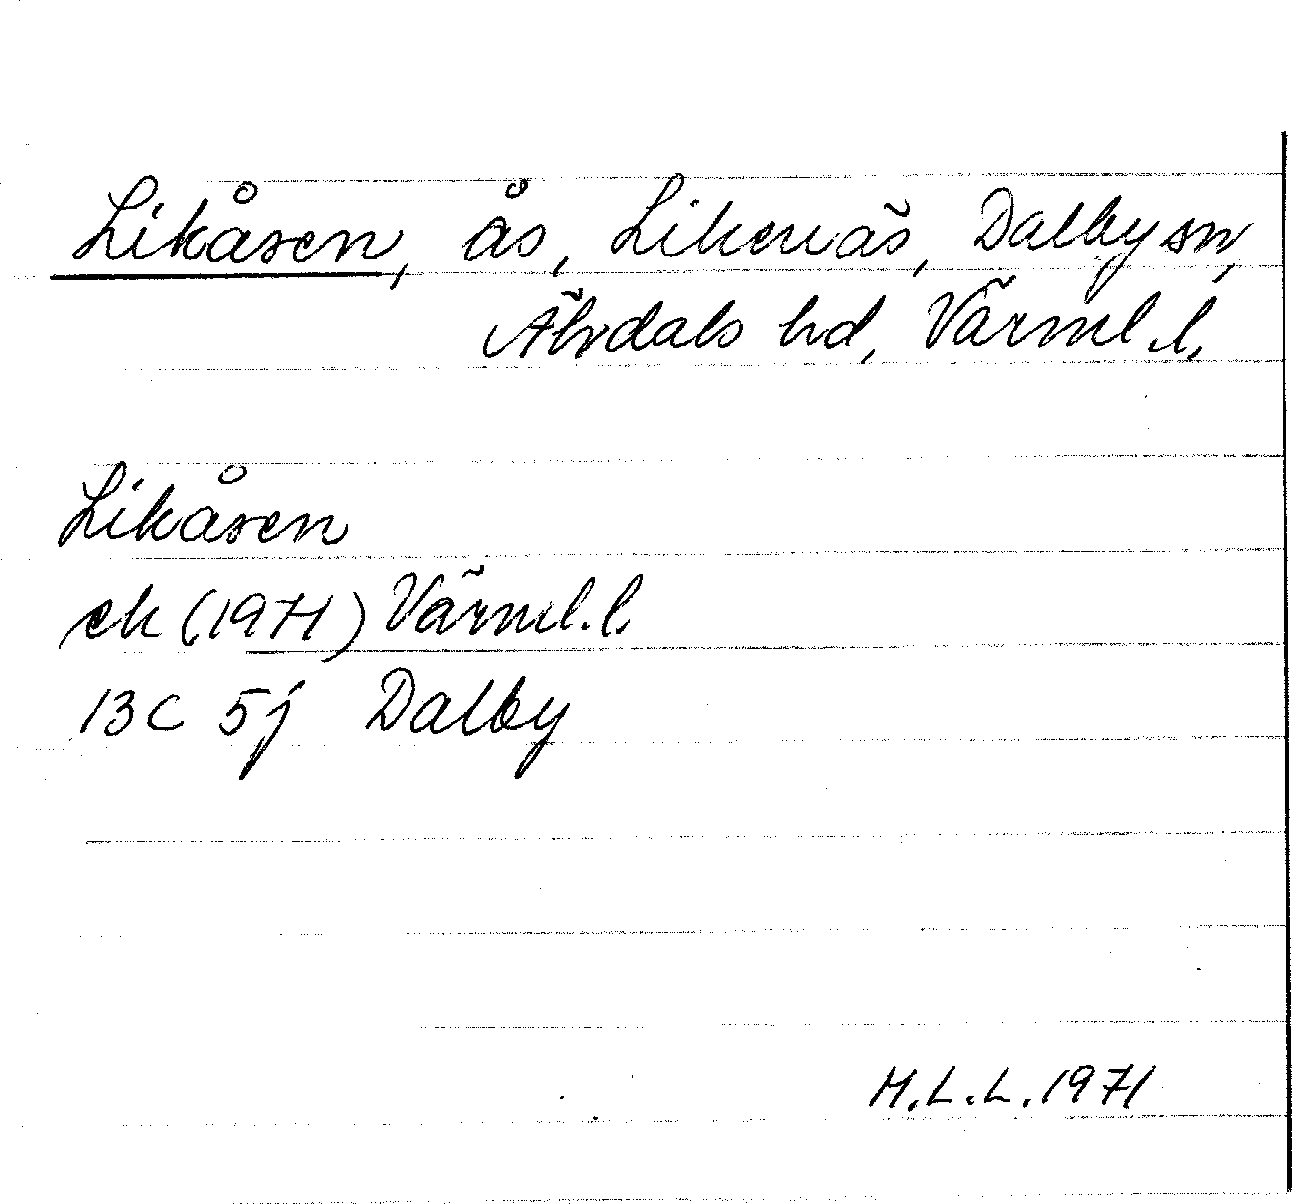 Likåsen, ås, Likenäs, Dalby sn,
Älvdals hd, Värml.l.
Likåsen
ek (1971) Värml.l.
13C 5j Dalby
M.L.L. 1971